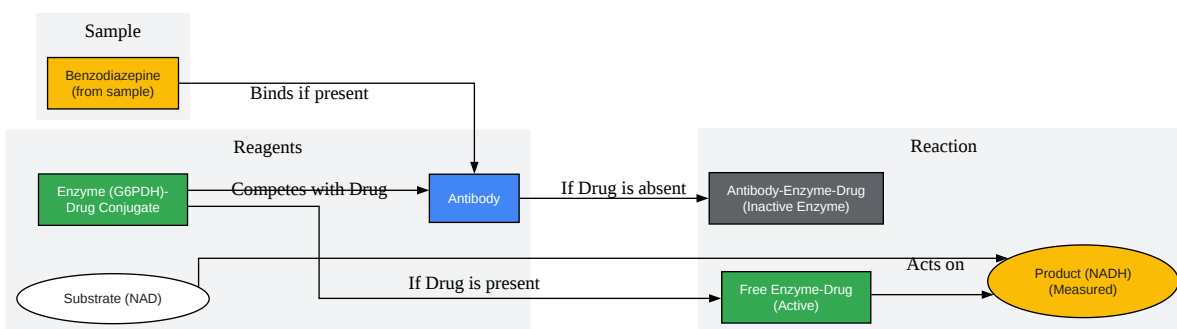 Sample
Benzodiazepine
(from sample)
Binds if present
Reagents
Reaction
Enzyme (G6PDH)-
Drug Conjugate
Competes with Drug
Antibody
If Drug is absent
Antibody-Enzyme-Drug
(Inactive Enzyme)
Substrate (NAD)
If Drug is present
Free Enzyme-Drug
(Active)
Acts on
Product (NADH)
(Measured)